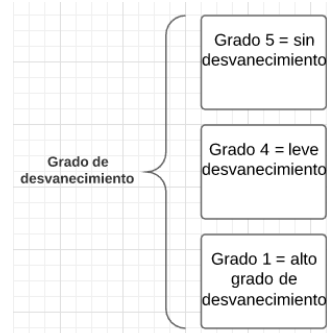 Grado de
desvanecimiento
Grado 5 = sin
desvanecimiento
Grado 4 = leve
desvanecimiento
Grado 1 = alto
grado de
desvanecimiento